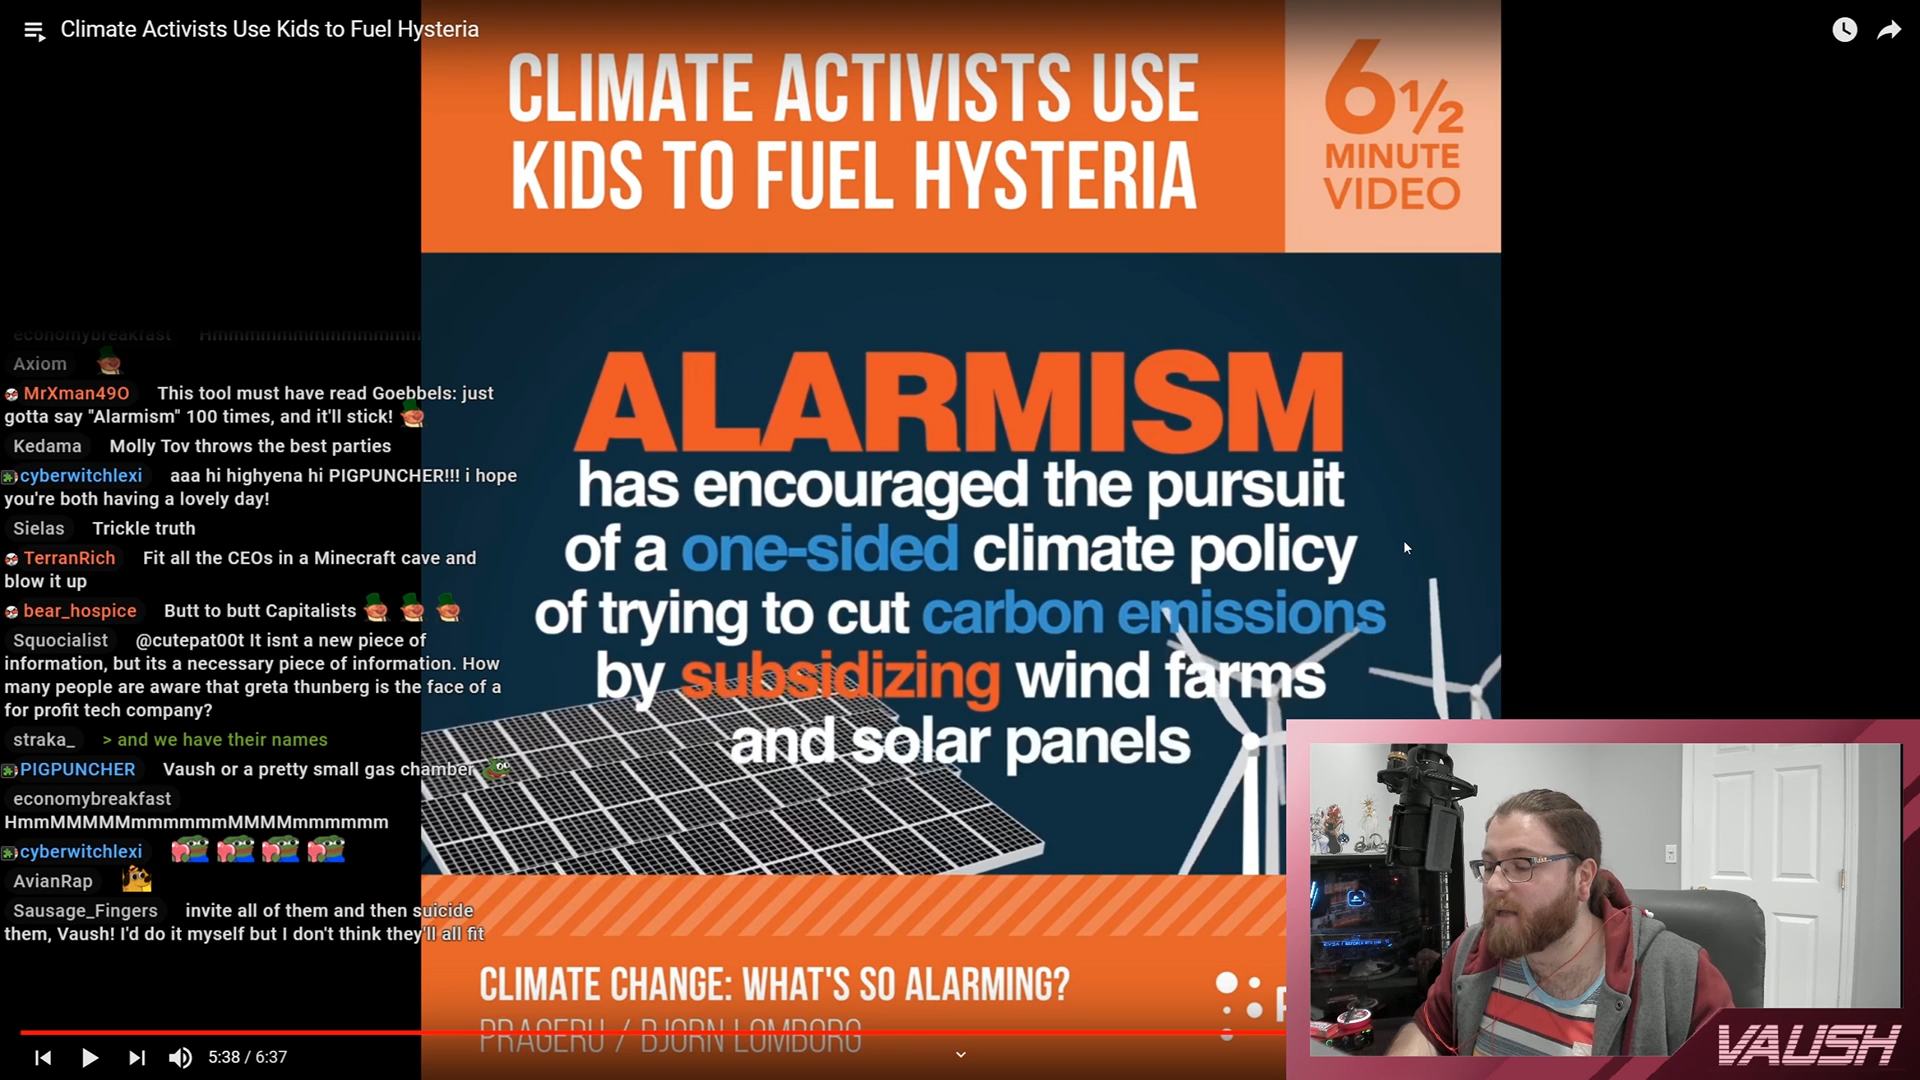 Climate Activists Use Kids to Fuel Hysteria
CLIMATE ACTIVISTS USE
KIDS TO FUEL HYSTERIA
6 1/2
MINUTE
VIDEO
ALARMISM
has encouraged the pursuit
of a one-sided climate policy
of trying to cut carbon emissions
by subsidizing wind farms
and solar panels
economybreakfast
Axiom
MrXman49O This tool must have read Goebbels: just
gotta say "Alarmism" 100 times, and it'll stick!
Kedama Molly Tov throws the best parties
cyberwitchlexi aaa hi highyena hi PIGPUNCHER!!! i hope
you're both having a lovely day!
Sielas Trickle truth
TerranRich Fit all the CEOs in a Minecraft cave and
blow it up
bear_hospice Butt to butt Capitalists
Squocialist @cutepat00t It isnt a new piece of
information, but its a necessary piece of information. How
many people are aware that greta thunberg is the face of a
for profit tech company?
straka_ > and we have their names
PIGPUNCHER Vaush or a pretty small gas chamber
economybreakfast
HmmMMMMMmmmmmmMMMMmmmmmm
cyberwitchlexi
AvianRap
Sausage_Fingers invite all of them and then suicide
them, Vaush! I'd do it myself but I don't think they'll all fit
CLIMATE CHANGE: WHAT'S SO ALARMING?
PRAGERU / BJORN LOMBORG
5:38 / 6:37
VAUSH